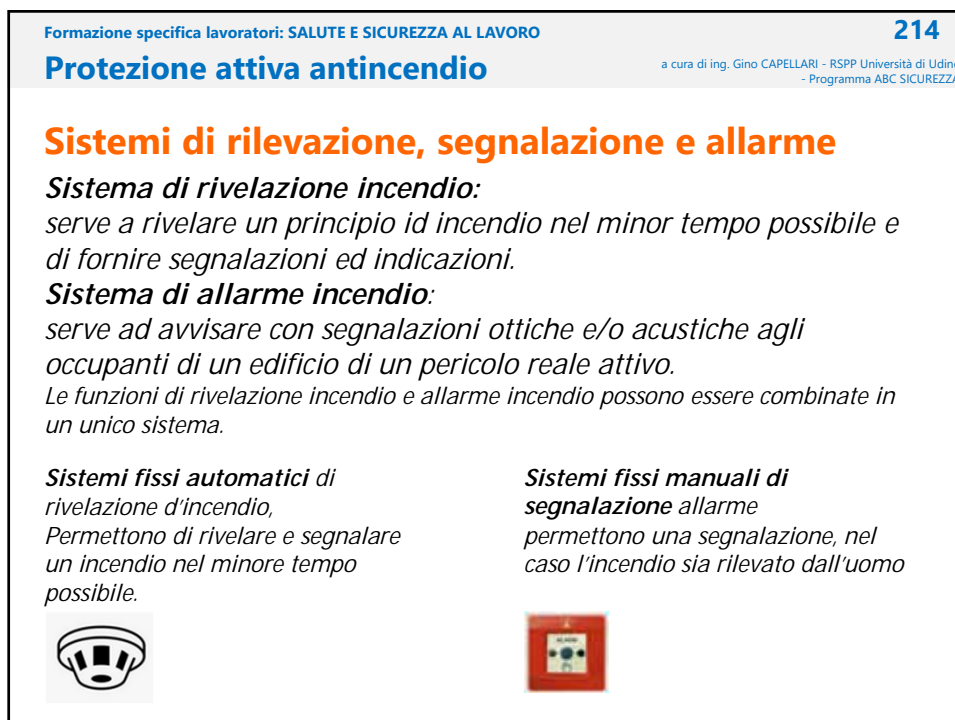 Formazione specifica lavoratori: SALUTE E SICUREZZA AL LAVORO
214
Protezione attiva antincendio
a cura di ing. Gino CAPELLARI - RSPP Università di Udine
- Programma ABC SICUREZZA
Sistemi di rilevazione, segnalazione e allarme
Sistema di rivelazione incendio:
serve a rivelare un principio id incendio nel minor tempo possibile e
di fornire segnalazioni ed indicazioni.
Sistema di allarme incendio:
serve ad avvisare con segnalazioni ottiche e/o acustiche agli
occupanti di un edificio di un pericolo reale attivo.
Le funzioni di rivelazione incendio e allarme incendio possono essere combinate in
un unico sistema.
Sistemi fissi automatici di
rivelazione d'incendio,
Permettono di rivelare e segnalare
un incendio nel minore tempo
possibile.
Sistemi fissi manuali di
segnalazione allarme
permettono una segnalazione, nel
caso l'incendio sia rilevato dall'uomo